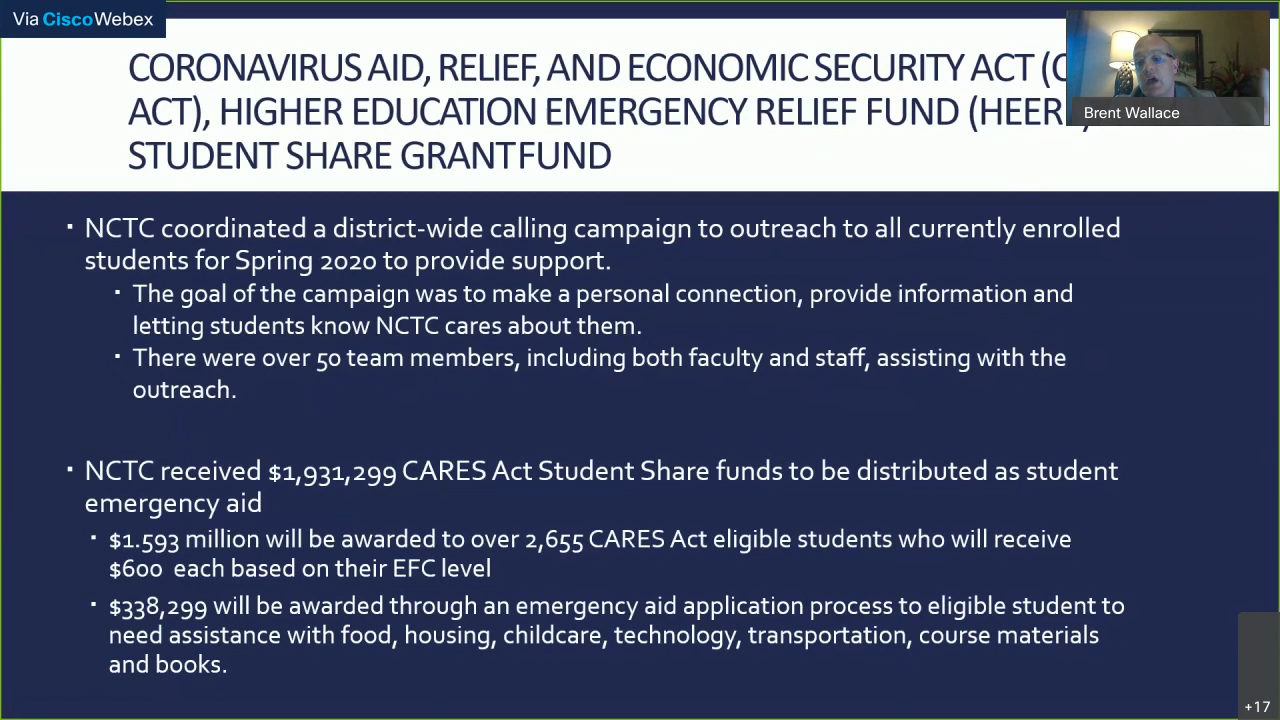 Via CiscoWebex
CORONAVIRUS AID, RELIEF, AND ECONOMIC SECURITY ACT (
ACT), HIGHER EDUCATION EMERGENCY RELIEF FUND (HEER
STUDENT SHARE GRANT FUND
Brent Wallace
▪ NCTC coordinated a district-wide calling campaign to outreach to all currently enrolled
students for Spring 2020 to provide support.
▪ The goal of the campaign was to make a personal connection, provide information and
letting students know NCTC cares about them.
▪ There were over 50 team members, including both faculty and staff, assisting with the
outreach.
▪ NCTC received $1,931,299 CARES Act Student Share funds to be distributed as student
emergency aid
▪ $1.593 million will be awarded to over 2,655 CARES Act eligible students who will receive
$600 each based on their EFC level
▪ $338,299 will be awarded through an emergency aid application process to eligible student to
need assistance with food, housing, childcare, technology, transportation, course materials
and books.
+17